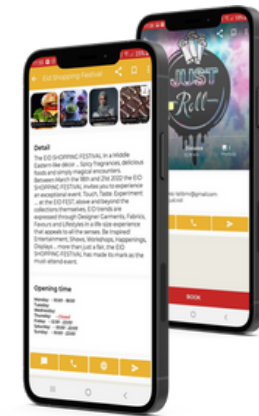 Eid Shopping Festival
Detail
The EID SHOPPING FESTIVAL in a Middle
Eastern-like décor ... Spicy fragrances, delicious
foods and simply magical encounters.
Between March the 18th and 21st 2022 the EID
SHOPPING FESTIVAL invites you to experience
an exceptional event. Touch, Taste, Experiment
... at the EID FEST, above and beyond the
collections themselves, EID trends are
expressed through Designer Garments, Fabrics,
Flavours and Lifestyles in a life-size experience
that appeals to all the senses. Be Inspired!
Entertainment, Shows, Workshops, Happenings,
Displays ... more than just a fair, the EID
SHOPPING FESTIVAL has made its mark as the
must-attend event.
Opening time
Monday
Tuesday
Wednesday
Thursday - Closed
Friday
Saturday
Sunday
JUST
Roll
@gmail.com
BOOK